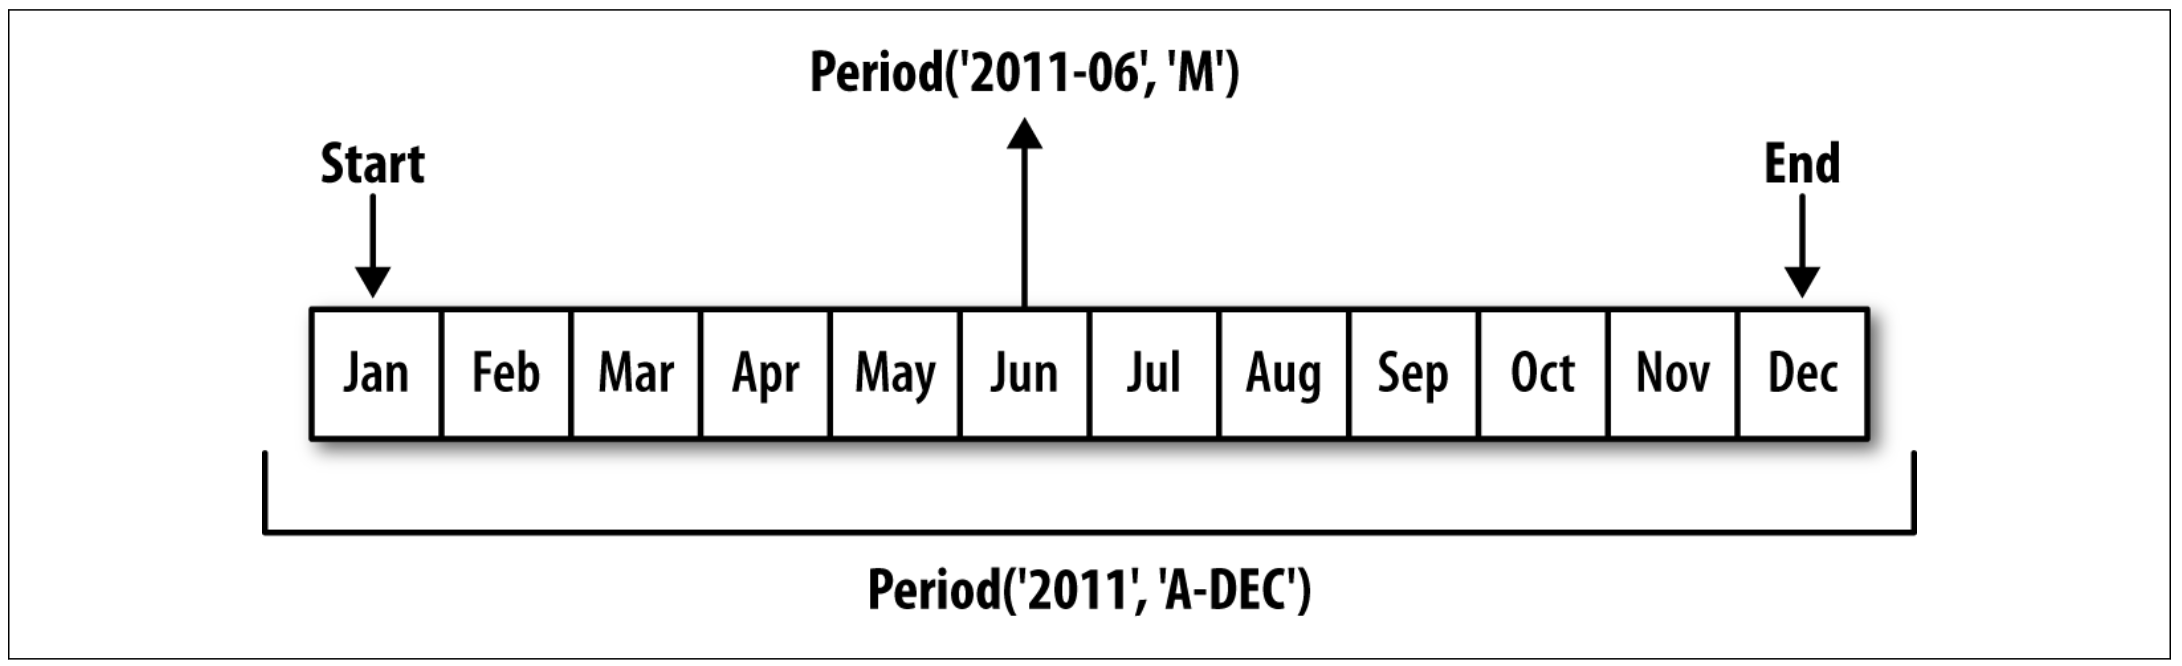 Period('2011-06', 'M')
Start
End
Jan Feb Mar Apr May Jun Jul Aug Sep Oct Nov Dec
Period('2011', 'A-DEC')